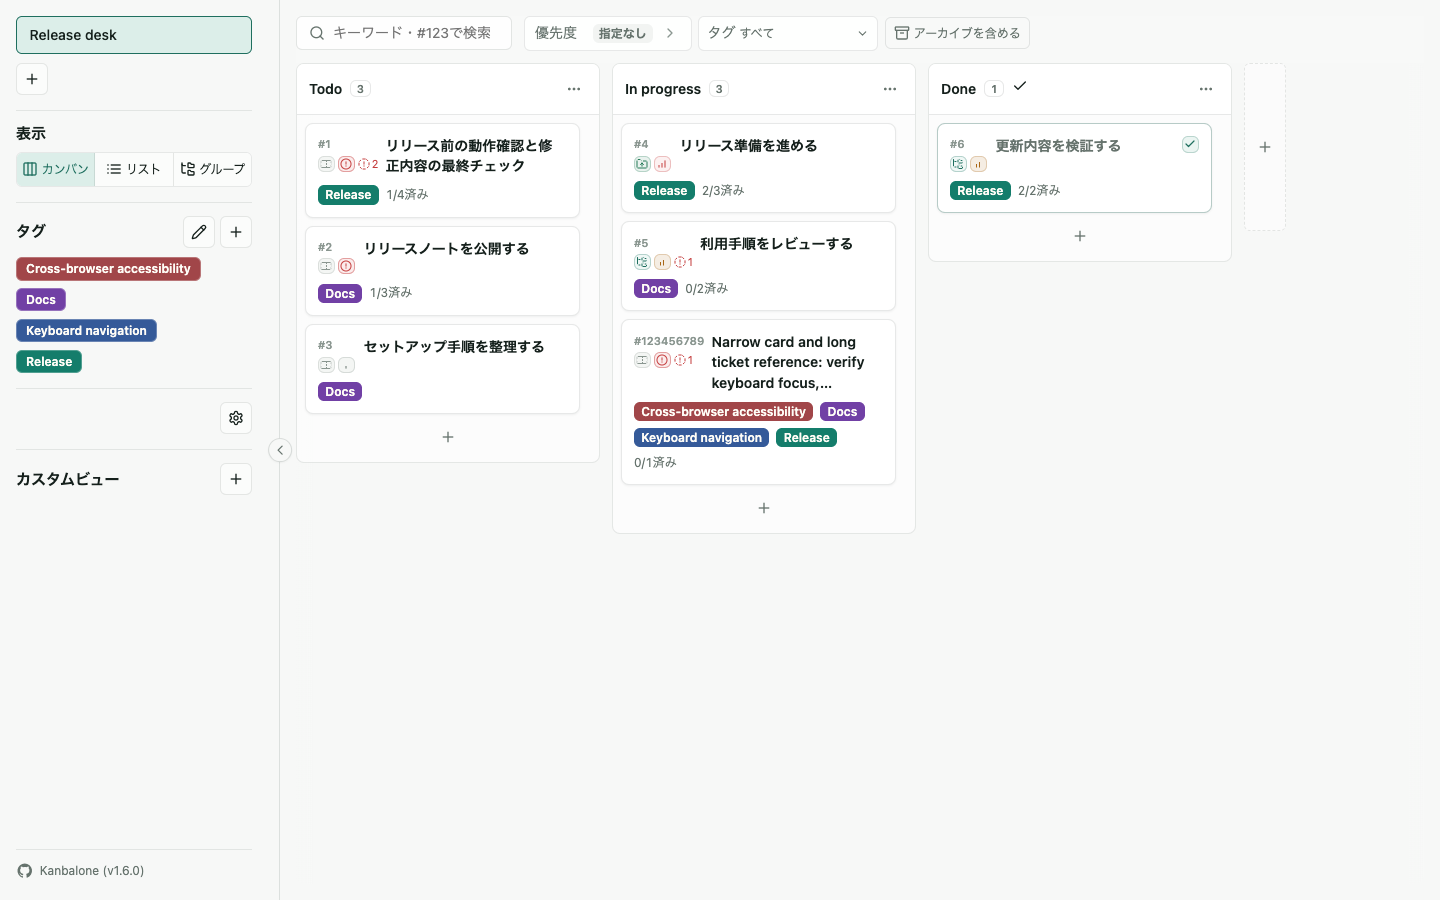 Release desk
表示
カンバン
リスト
グループ
タグ
Cross-browser accessibility
Docs
Keyboard navigation
Release
カスタムビュー
Kanbalone (v1.6.0)
キーワード・#123で検索
優先度 指定なし
タグ すべて
アーカイブを含める
Todo 3
#1
リリース前の動作確認と修
正内容の最終チェック
2
Release 1/4済み
#2
リリースノートを公開する
Docs 1/3済み
#3
セットアップ手順を整理する
Docs
In progress 3
#4
リリース準備を進める
Release 2/3済み
#5
利用手順をレビューする
1
Docs 0/2済み
#123456789
Narrow card and long
ticket reference: verify
keyboard focus,...
1
Cross-browser accessibility Docs
Keyboard navigation Release
0/1済み
Done 1
#6
更新内容を検証する
Release 2/2済み